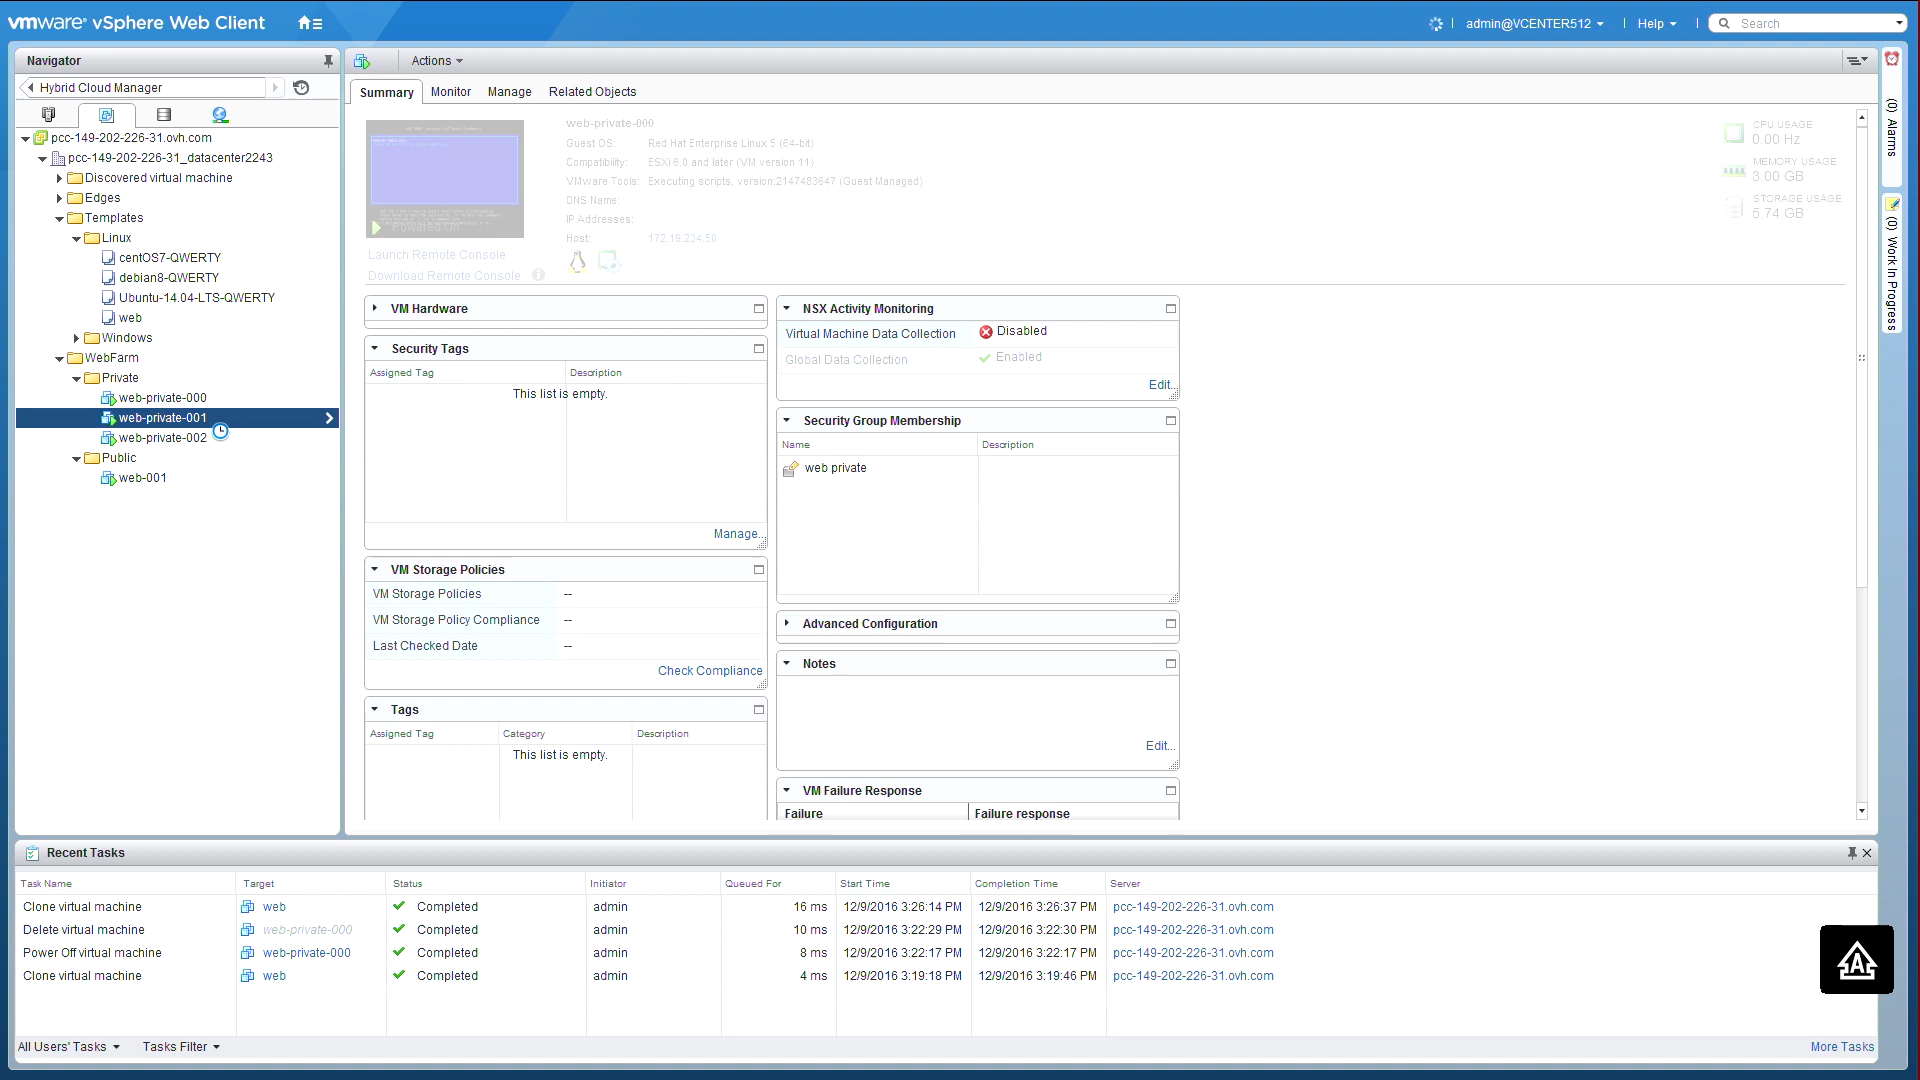 vmware® vSphere Web Client
admin@VCENTER512
Help
Search
Navigator
Hybrid Cloud Manager
pcc-149-202-226-31.ovh.com
pcc-149-202-226-31_datacenter2243
Discovered virtual machine
Edges
Templates
Linux
centOS7-QWERTY
debian8-QWERTY
Ubuntu-14.04-LTS-QWERTY
web
Windows
WebFarm
Private
web-private-000
web-private-001
web-private-002
Public
web-001
Actions
Summary Monitor Manage Related Objects
Powered On
Launch Remote Console
Download Remote Console
web-private-000
Guest OS: Red Hat Enterprise Linux 5 (64-bit)
Compatibility: ESXi 6.0 and later (VM version 11)
VMware Tools: Executing scripts, version:2147483647 (Guest Managed)
DNS Name:
IP Addresses:
Host: 172.19.234.50
CPU USAGE
0.00 Hz
MEMORY USAGE
3.00 GB
STORAGE USAGE
5.74 GB
VM Hardware
Security Tags
Assigned Tag Description
This list is empty.
Manage...
VM Storage Policies
VM Storage Policies --
VM Storage Policy Compliance --
Last Checked Date --
Check Compliance
Tags
Assigned Tag Category Description
This list is empty.
NSX Activity Monitoring
Virtual Machine Data Collection Disabled
Global Data Collection Enabled
Edit...
Security Group Membership
Name Description
web private
Advanced Configuration
Notes
Edit...
VM Failure Response
Failure Failure response
(0) Alarms
(0) Work In Progress
Recent Tasks
Task Name Target Status Initiator Queued For Start Time Completion Time Server
Clone virtual machine web Completed admin 16 ms 12/9/2016 3:26:14 PM 12/9/2016 3:26:37 PM pcc-149-202-226-31.ovh.com
Delete virtual machine web-private-000 Completed admin 10 ms 12/9/2016 3:22:29 PM 12/9/2016 3:22:30 PM pcc-149-202-226-31.ovh.com
Power Off virtual machine web-private-000 Completed admin 8 ms 12/9/2016 3:22:17 PM 12/9/2016 3:22:17 PM pcc-149-202-226-31.ovh.com
Clone virtual machine web Completed admin 4 ms 12/9/2016 3:19:18 PM 12/9/2016 3:19:46 PM pcc-149-202-226-31.ovh.com
All Users' Tasks Tasks Filter More Tasks
A